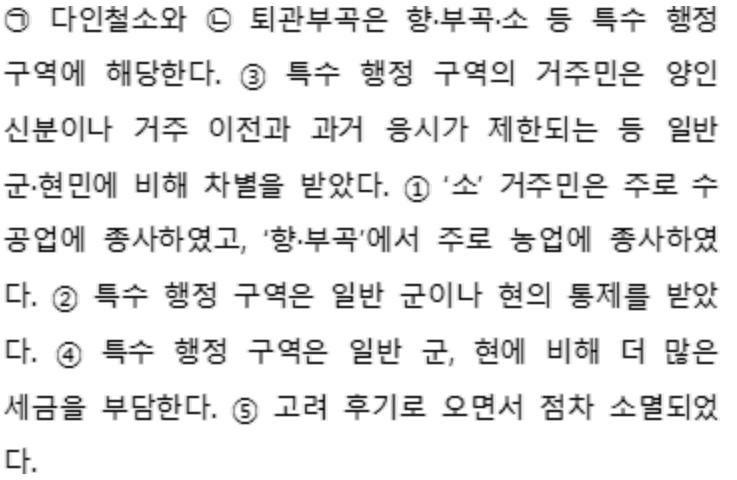 ㉠ 다인철소와 ㉡ 퇴관부곡은 향·부곡·소 등 특수 행정
구역에 해당한다. ③ 특수 행정 구역의 거주민은 양인
신분이나 거주 이전과 과거 응시가 제한되는 등 일반
군·현민에 비해 차별을 받았다. ① ‘소’ 거주민은 주로 수
공업에 종사하였고, ‘향·부곡’에서 주로 농업에 종사하였
다. ② 특수 행정 구역은 일반 군이나 현의 통제를 받았
다. ④ 특수 행정 구역은 일반 군, 현에 비해 더 많은
세금을 부담한다. ⑤ 고려 후기로 오면서 점차 소멸되었
다.